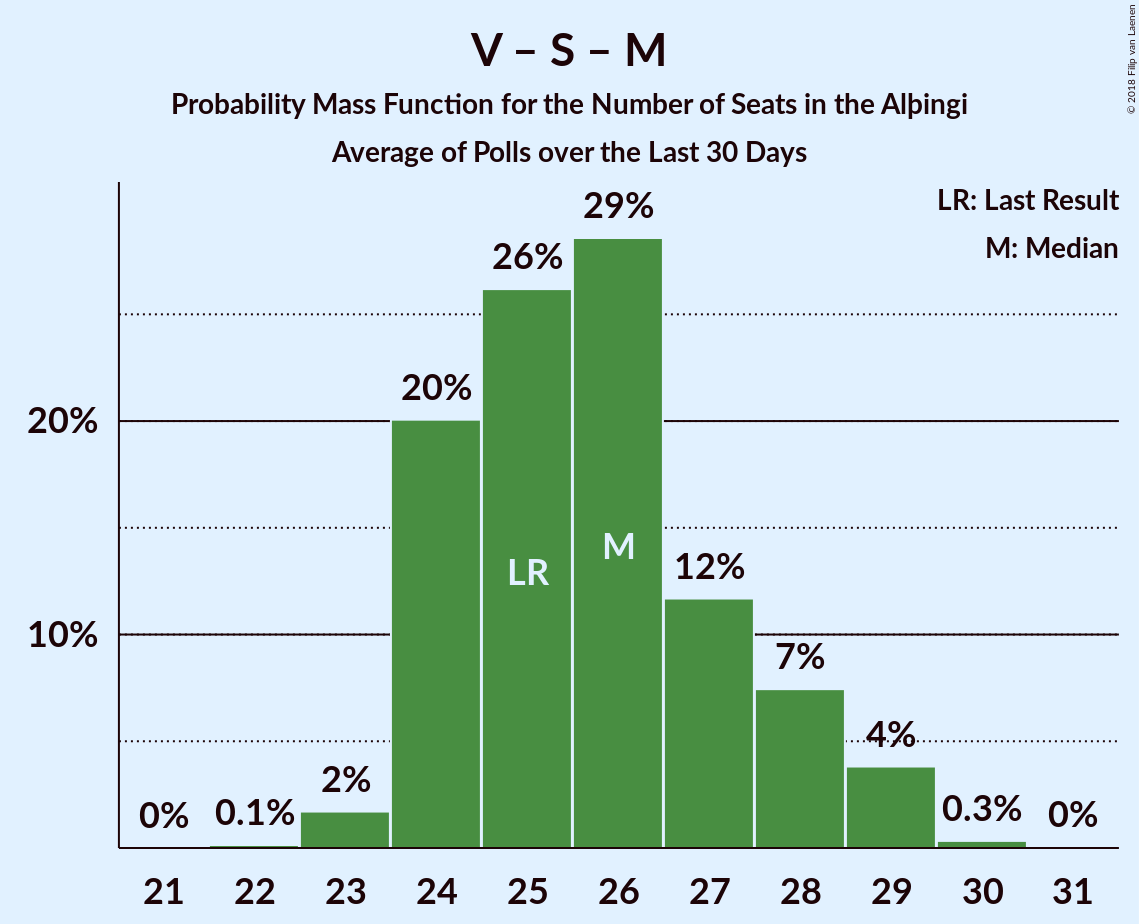 V – S – M
Probability Mass Function for the Number of Seats in the Alþingi
Average of Polls over the Last 30 Days
© 2018 Filip van Laenen
LR: Last Result
M: Median
29%
26%
20%
20%
12%
10%
7%
4%
2%
0%
0.1%
0.3%
0%
LR
M
21 22 23 24 25 26 27 28 29 30 31